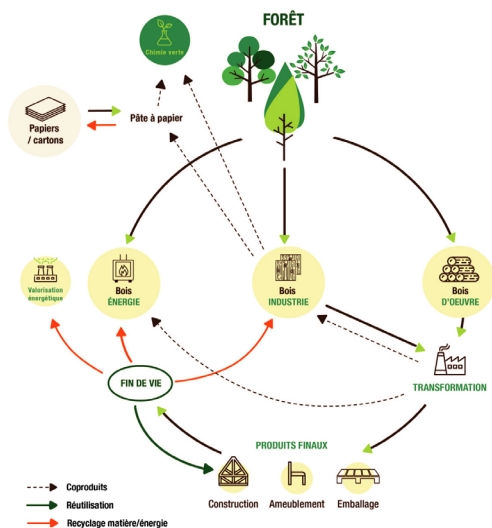 FORÊT
Chimie verte
Papiers
/ cartons
Pâte à papier
Valorisation
énergétique
Bois
ÉNERGIE
Bois
INDUSTRIE
Bois
D'OEUVRE
TRANSFORMATION
FIN DE VIE
PRODUITS FINAUX
Construction
Ameublement
Emballage
Coproduits
Réutilisation
Recyclage matière/énergie